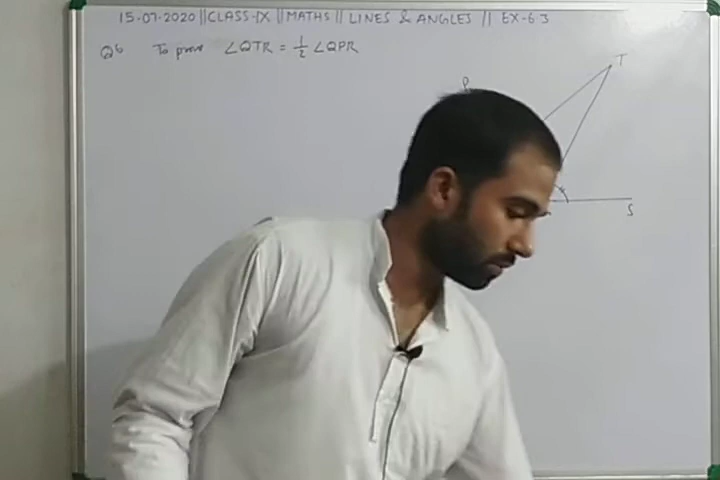 15-07-2020 || CLASS-IX || MATHS || LINES & ANGLES // EX-6.3
Q6 To prove ∠QTR = 1/2 ∠QPR
T
P
S